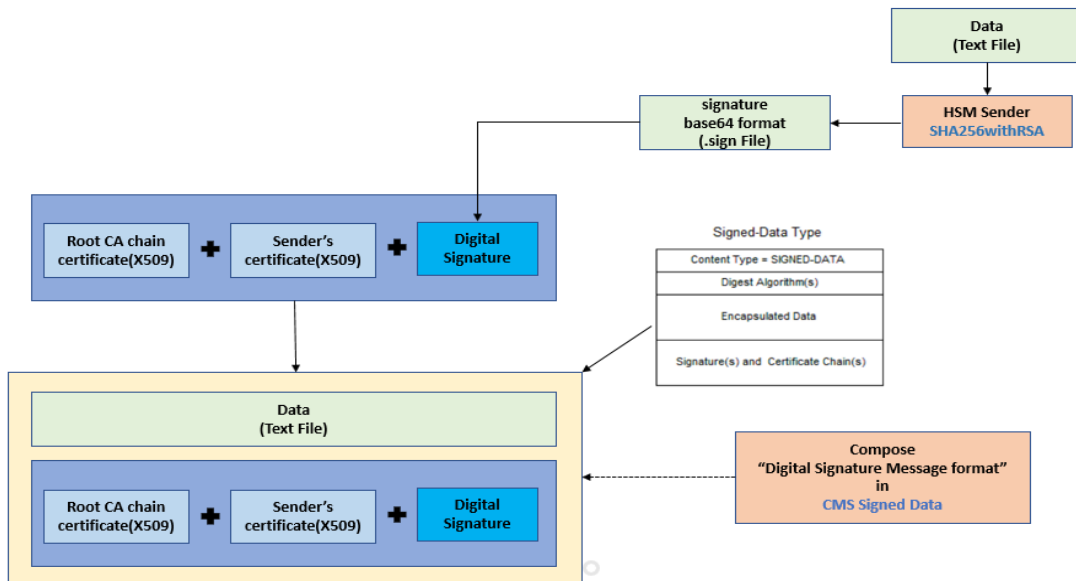 Data
(Text File)
HSM Sender
SHA256withRSA
signature
base64 format
(.sign File)
Root CA chain
certificate(X509)
Sender's
certificate(X509)
Digital
Signature
Signed-Data Type
Content Type = SIGNED-DATA
Digest Algorithm(s)
Encapsulated Data
Signature(s) and Certificate Chain(s)
Data
(Text File)
Root CA chain
certificate(X509)
Sender's
certificate(X509)
Digital
Signature
Compose
“Digital Signature Message format”
in
CMS Signed Data